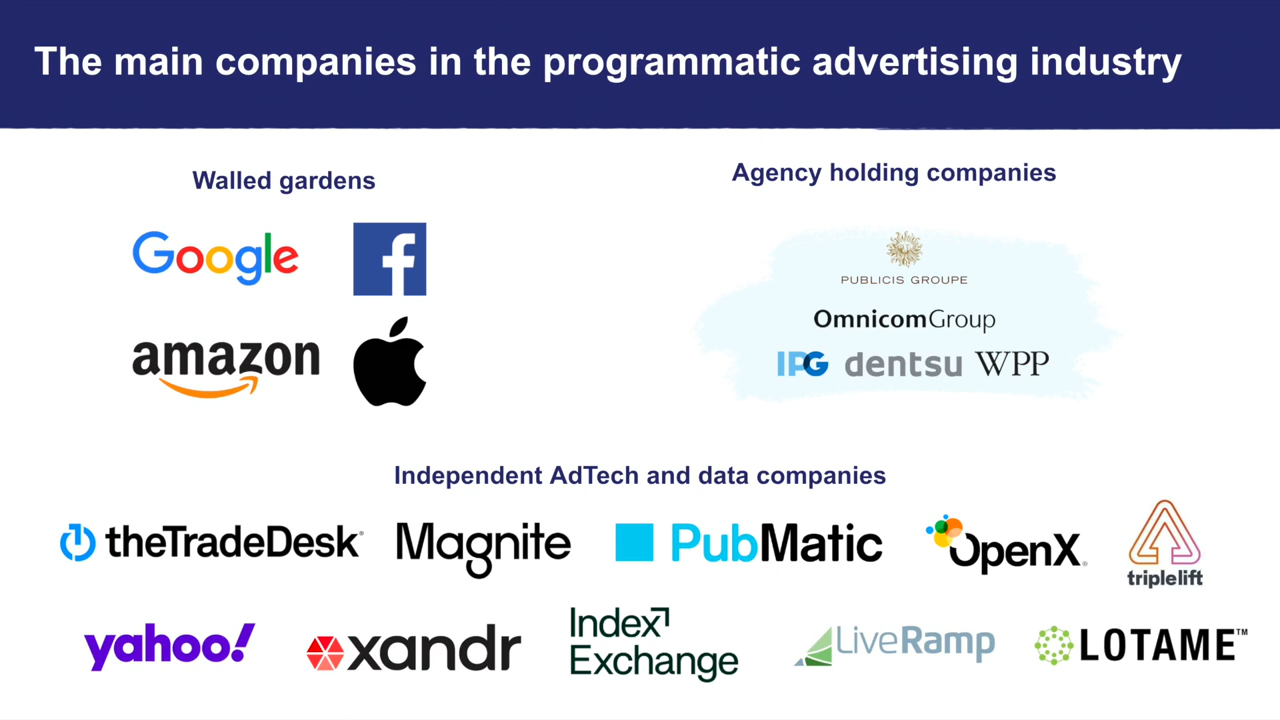 The main companies in the programmatic advertising industry
Walled gardens
Google
f
amazon
Agency holding companies
PUBLICIS GROUPE
OmnicomGroup
IPG dentsu WPP
Independent AdTech and data companies
theTradeDesk®
Magnite
PubMatic
OpenX®
triplelift
yahoo!
xandr
Index
Exchange
LiveRamp
LOTAME™